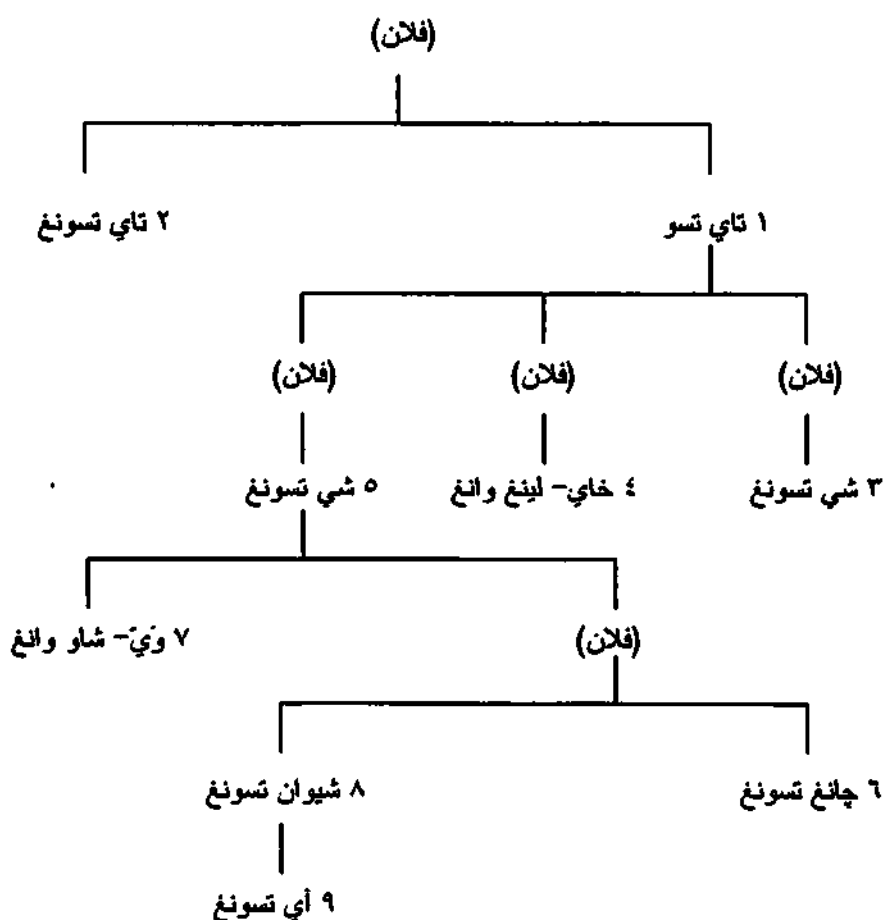 (فلان)
١ تاي تسو
٢ تاي تسونغ
(فلان)
(فلان)
(فلان)
٣ شي تسونغ
٤ خاي- لينغ وانغ
٥ شي تسونغ
(فلان)
٧ وَيّ- شاو وانغ
٦ چانغ تسونغ
٨ شيوان تسونغ
٩ أي تسونغ